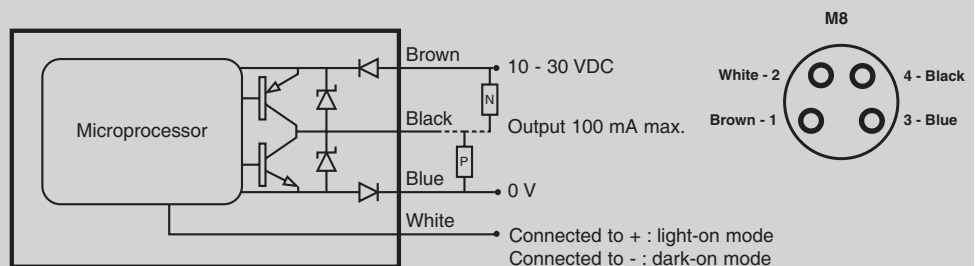 Microprocessor
Brown
10 - 30 VDC
N
Black
Output 100 mA max.
P
Blue
0 V
White
Connected to + : light-on mode
Connected to - : dark-on mode
M8
White - 2
4 - Black
Brown - 1
3 - Blue